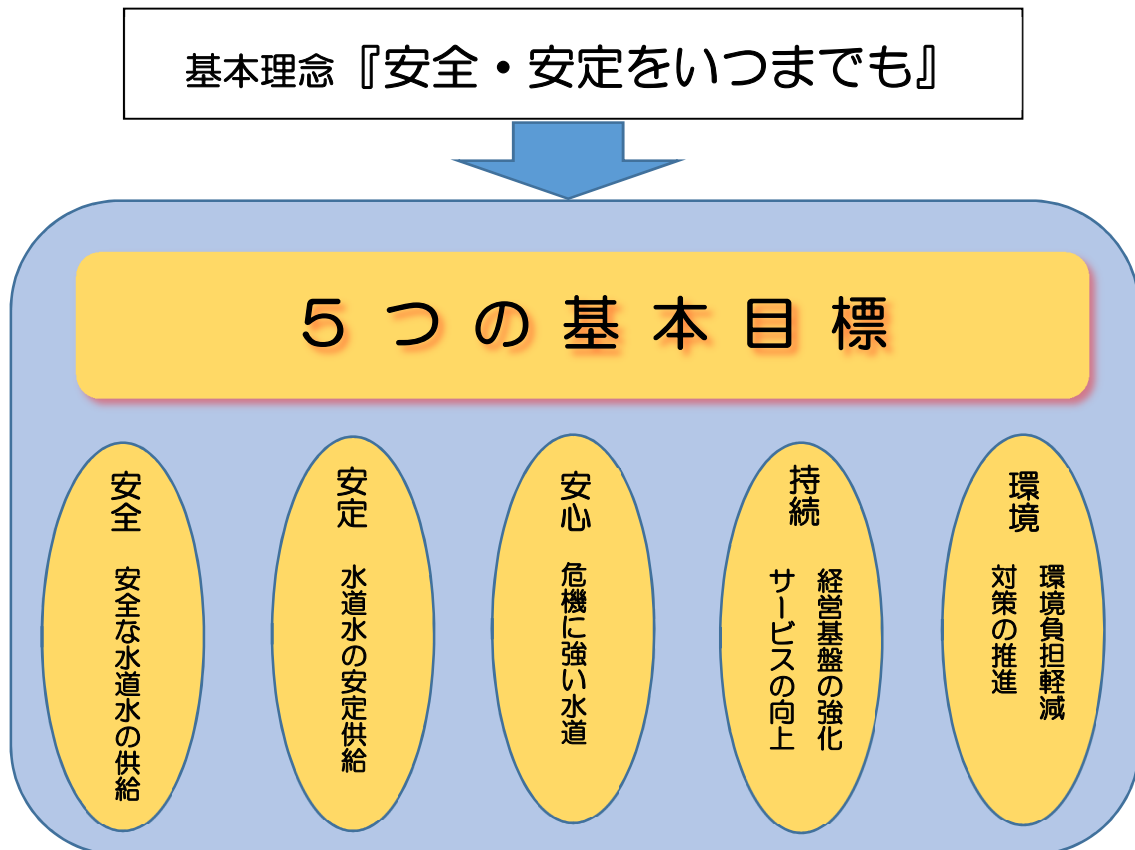 基本理念『安全・安定をいつまでも』
５つの基本目標
安全
安全な水道水の供給
安定
水道水の安定供給
安心
危機に強い水道
持続
経営基盤の強化
サービスの向上
環境
環境負担軽減
対策の推進